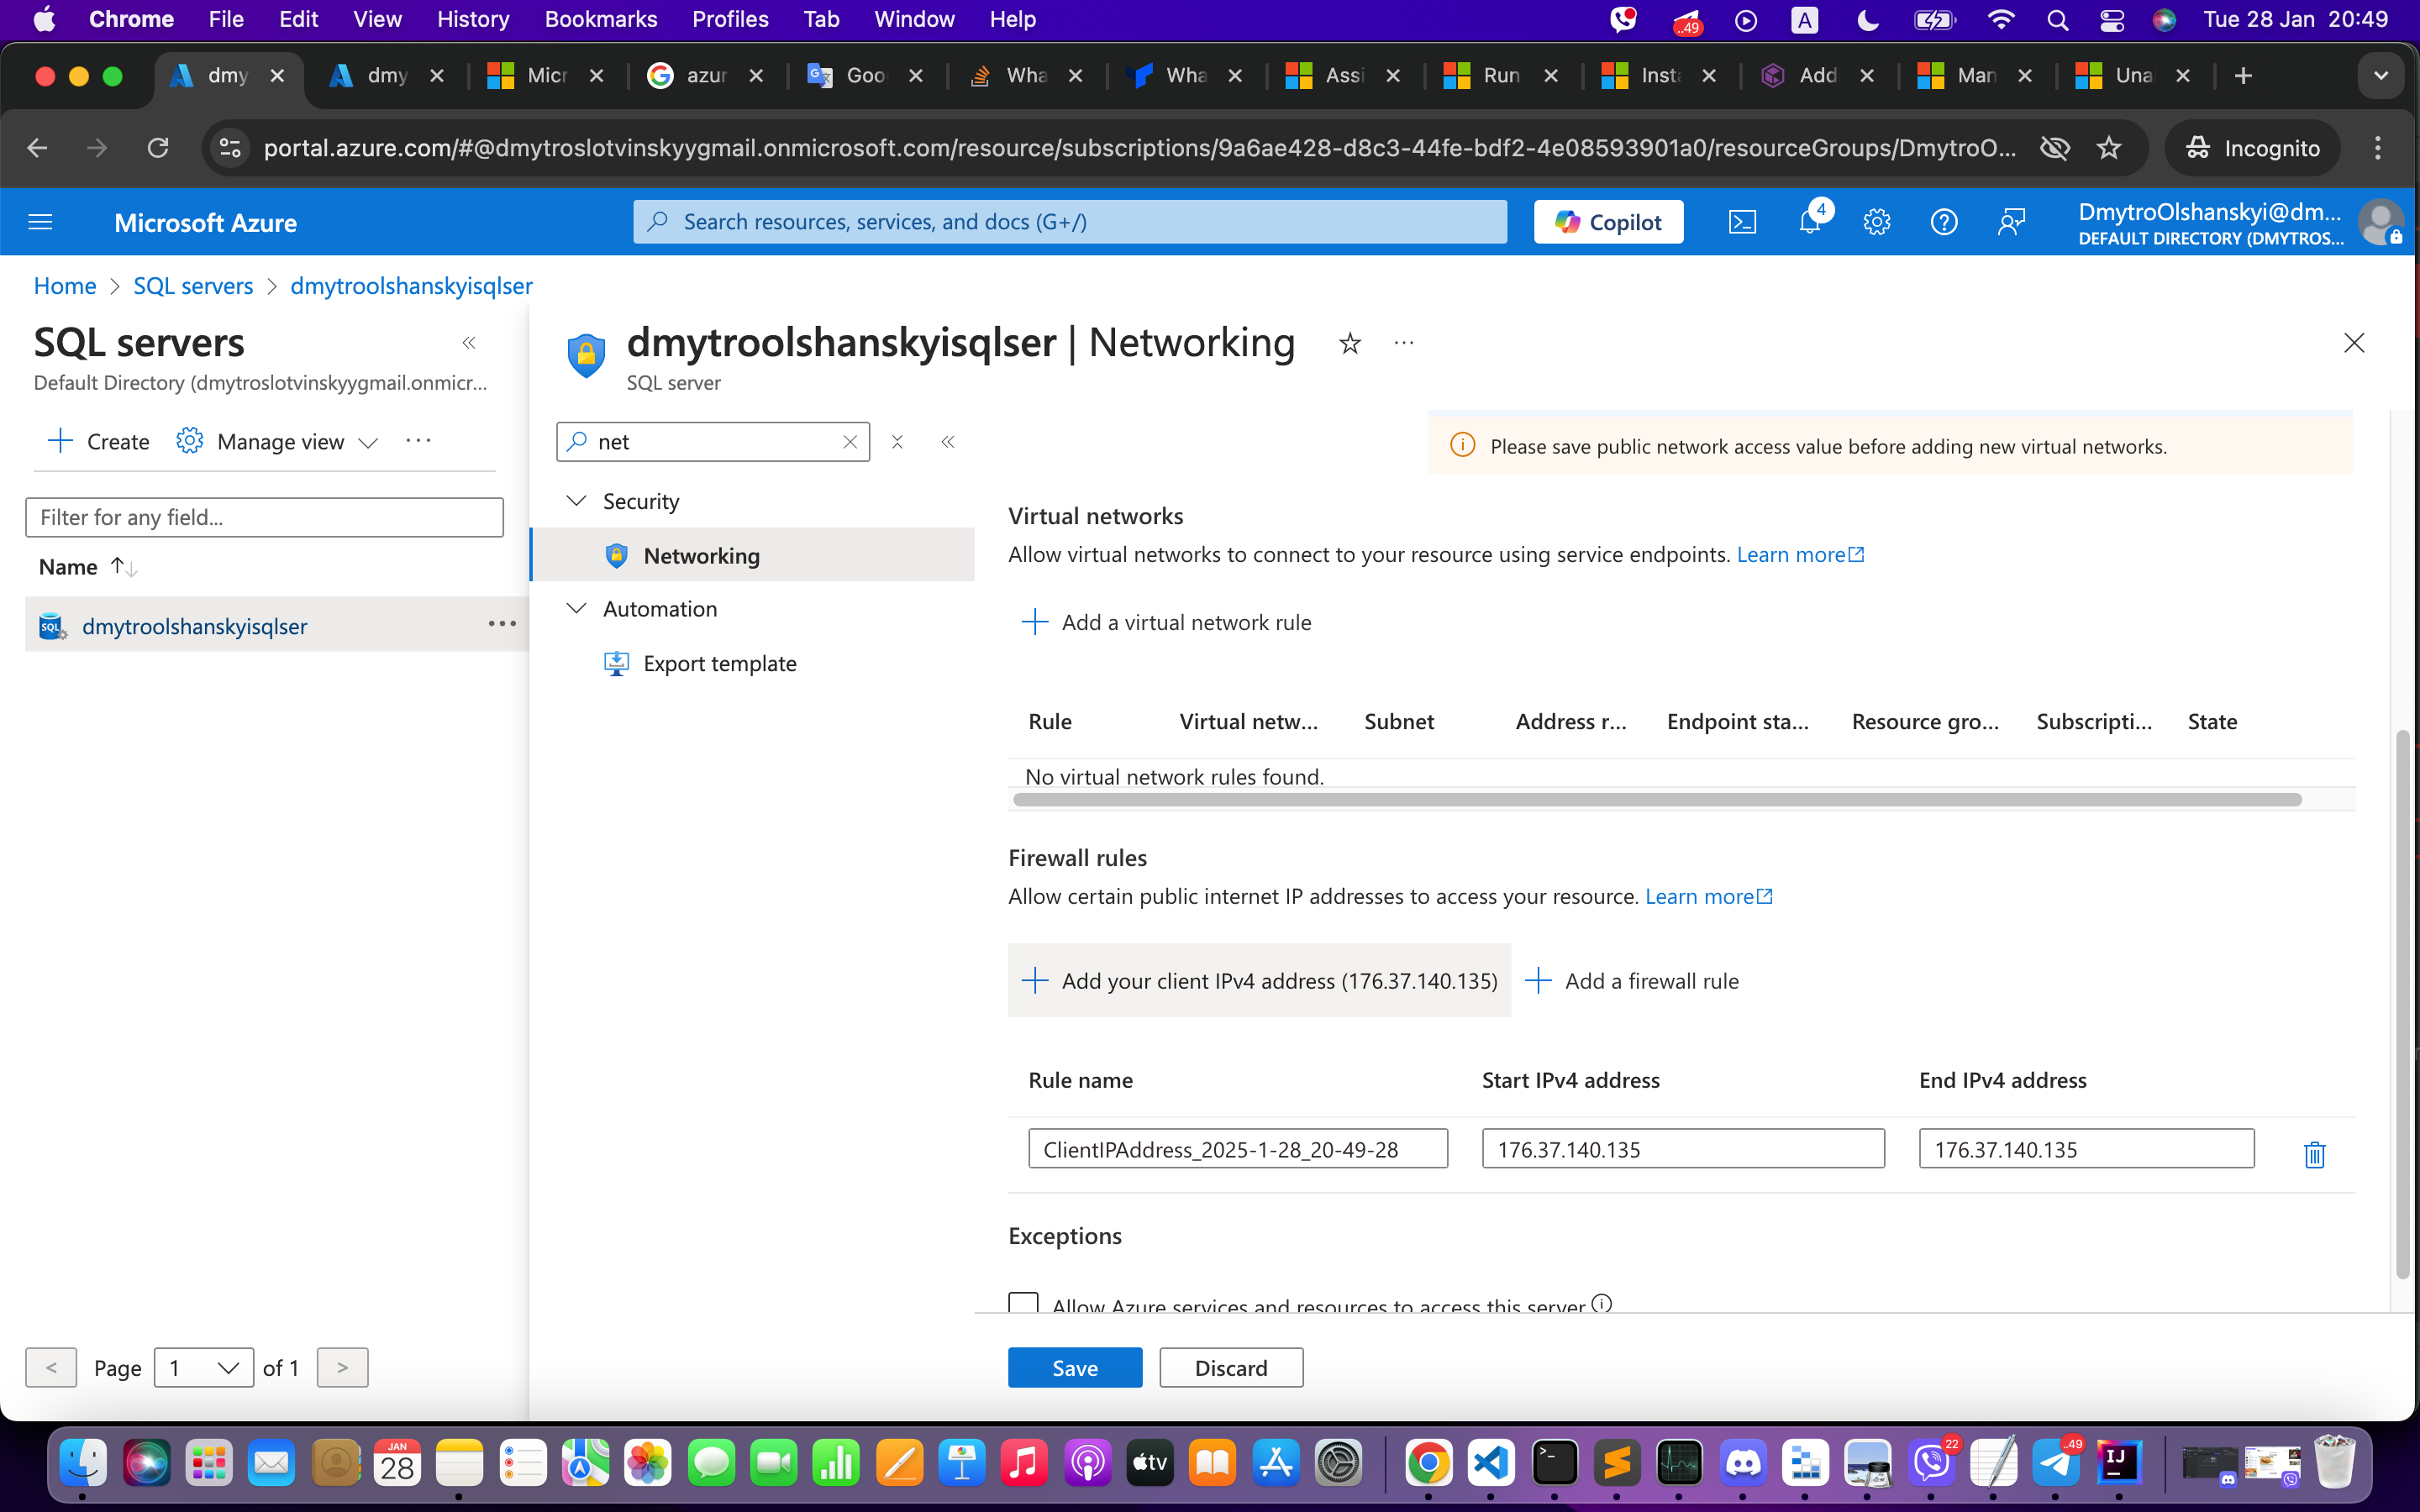 Chrome File Edit View History Bookmarks Profiles Tab Window Help ..49 A Tue 28 Jan 20:49
dmy dmy Micr azur Goo Wha Wha Assi Run Insta Add Man Una
portal.azure.com/#@dmytroslotvinskyygmail.onmicrosoft.com/resource/subscriptions/9a6ae428-d8c3-44fe-bdf2-4e08593901a0/resourceGroups/DmytroO... Incognito
Microsoft Azure
Search resources, services, and docs (G+/)
Copilot
4
DmytroOlshanskyi@dm...
DEFAULT DIRECTORY (DMYTROS...
Home > SQL servers > dmytroolshanskyisqlser
SQL servers
Default Directory (dmytroslotvinskyygmail.onmicr...
Create Manage view ...
Filter for any field...
Name
SQL dmytroolshanskyisqlser ...
< Page 1 of 1 >
dmytroolshanskyisqlser | Networking
SQL server
net
Security
Networking
Automation
Export template
Please save public network access value before adding new virtual networks.
Virtual networks
Allow virtual networks to connect to your resource using service endpoints. Learn more
Add a virtual network rule
Rule Virtual netw... Subnet Address r... Endpoint sta... Resource gro... Subscripti... State
No virtual network rules found.
Firewall rules
Allow certain public internet IP addresses to access your resource. Learn more
Add your client IPv4 address (176.37.140.135) Add a firewall rule
Rule name Start IPv4 address End IPv4 address
ClientIPAddress_2025-1-28_20-49-28 176.37.140.135 176.37.140.135
Exceptions
Allow Azure services and resources to access this server
Save Discard
JAN
28
tv
22
..49
IJ